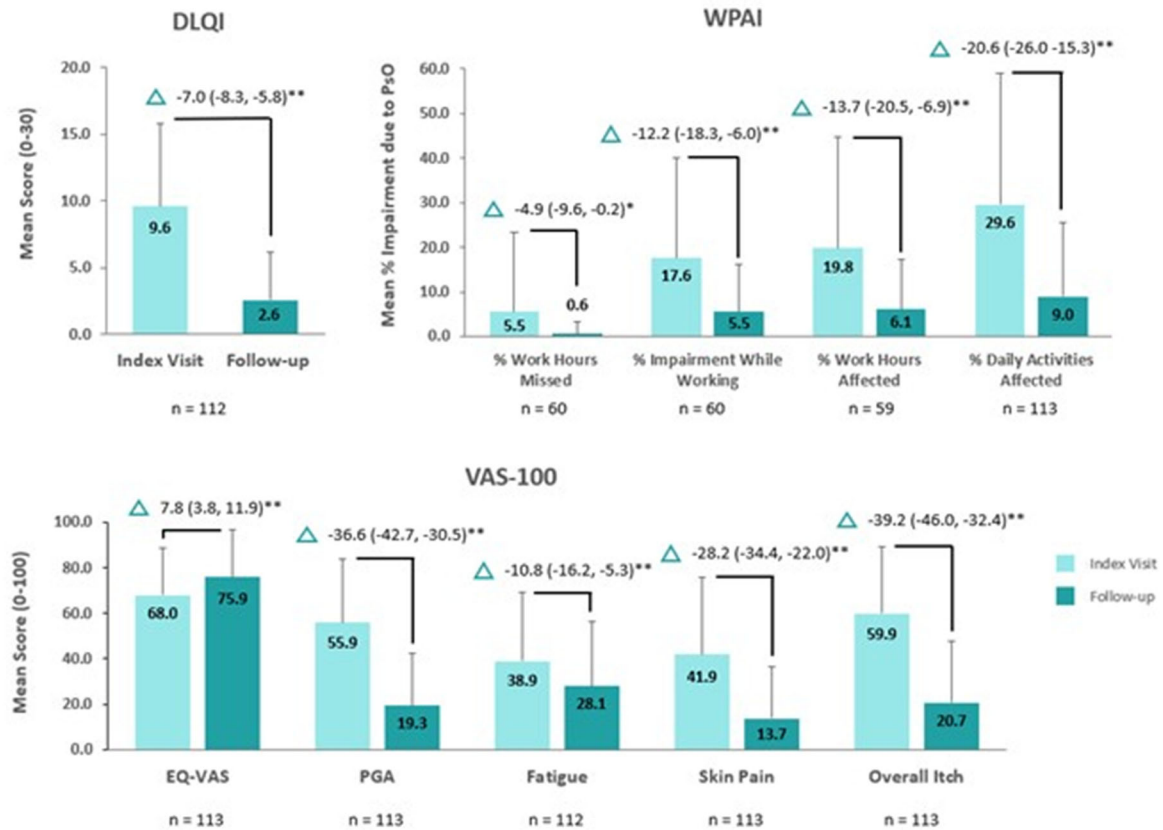 DLQI
Mean Score (0-30)
20.0
15.0
10.0
5.0
0.0
△ -7.0 (-8.3, -5.8)**
9.6
2.6
Index Visit
Follow-up
n = 112
WPAI
Mean % Impairment due to PsO
60.0
50.0
40.0
30.0
20.0
10.0
0.0
△ -4.9 (-9.6, -0.2)*
△ -12.2 (-18.3, -6.0)**
△ -13.7 (-20.5, -6.9)**
△ -20.6 (-26.0 -15.3)**
5.5
0.6
17.6
5.5
19.8
6.1
29.6
9.0
% Work Hours
Missed
n = 60
% Impairment While
Working
n = 60
% Work Hours
Affected
n = 59
% Daily Activities
Affected
n = 113
VAS-100
Mean Score (0-100)
100.0
80.0
60.0
40.0
20.0
0.0
△ 7.8 (3.8, 11.9)**
△ -36.6 (-42.7, -30.5)**
△ -10.8 (-16.2, -5.3)**
△ -28.2 (-34.4, -22.0)**
△ -39.2 (-46.0, -32.4)**
68.0
75.9
55.9
19.3
38.9
28.1
41.9
13.7
59.9
20.7
EQ-VAS
n = 113
PGA
n = 113
Fatigue
n = 112
Skin Pain
n = 113
Overall Itch
n = 113
Index Visit
Follow-up